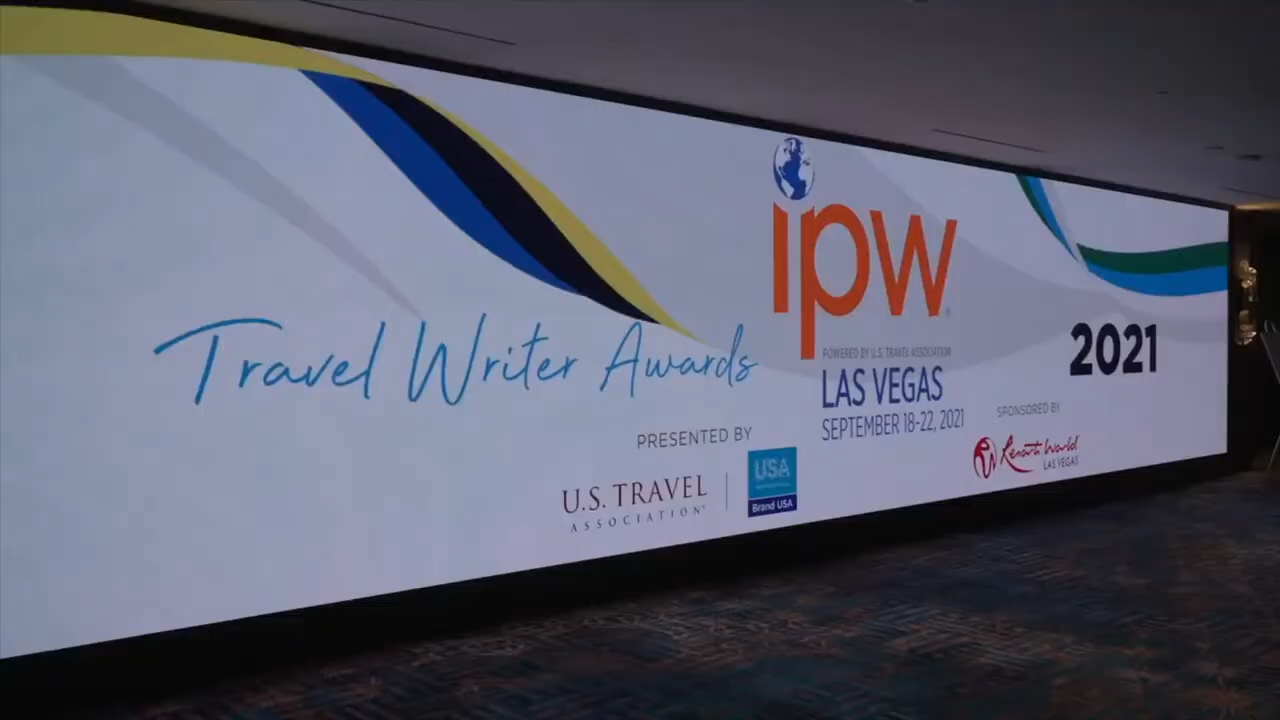 Travel Writer Awards
PRESENTED BY
U.S. TRAVEL
ASSOCIATION®
USA
Brand USA
ipw®
POWERED BY U.S. TRAVEL ASSOCIATION
LAS VEGAS
SEPTEMBER 18-22, 2021
2021
SPONSORED BY
Resorts World
LAS VEGAS